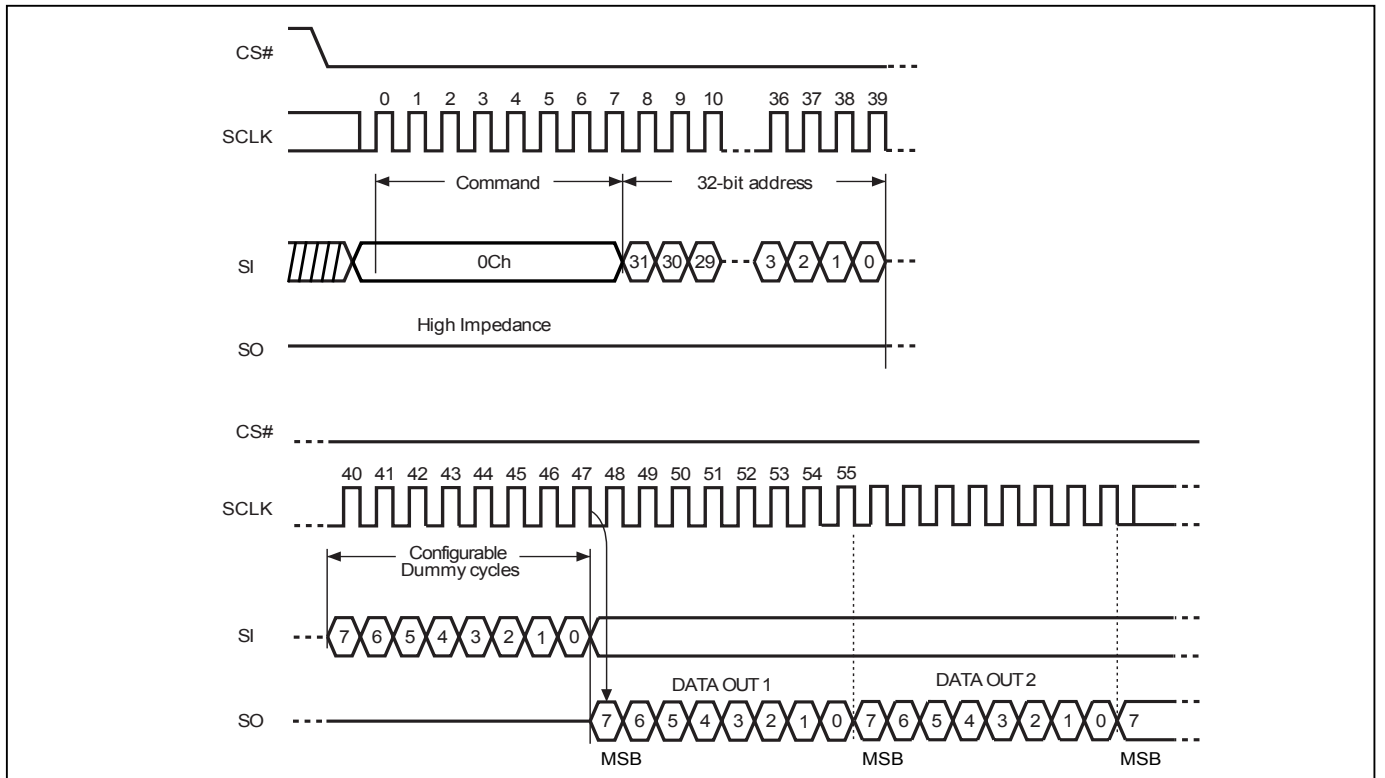 CS#
0 1 2 3 4 5 6 7 8 9 10 36 37 38 39
SCLK
Command 32-bit address
SI 0Ch 31 30 29 3 2 1 0
High Impedance
SO
CS#
40 41 42 43 44 45 46 47 48 49 50 51 52 53 54 55
SCLK
Configurable
Dummy cycles
SI 7 6 5 4 3 2 1 0
DATA OUT 1 DATA OUT 2
SO 7 6 5 4 3 2 1 0 7 6 5 4 3 2 1 0 7
MSB MSB MSB